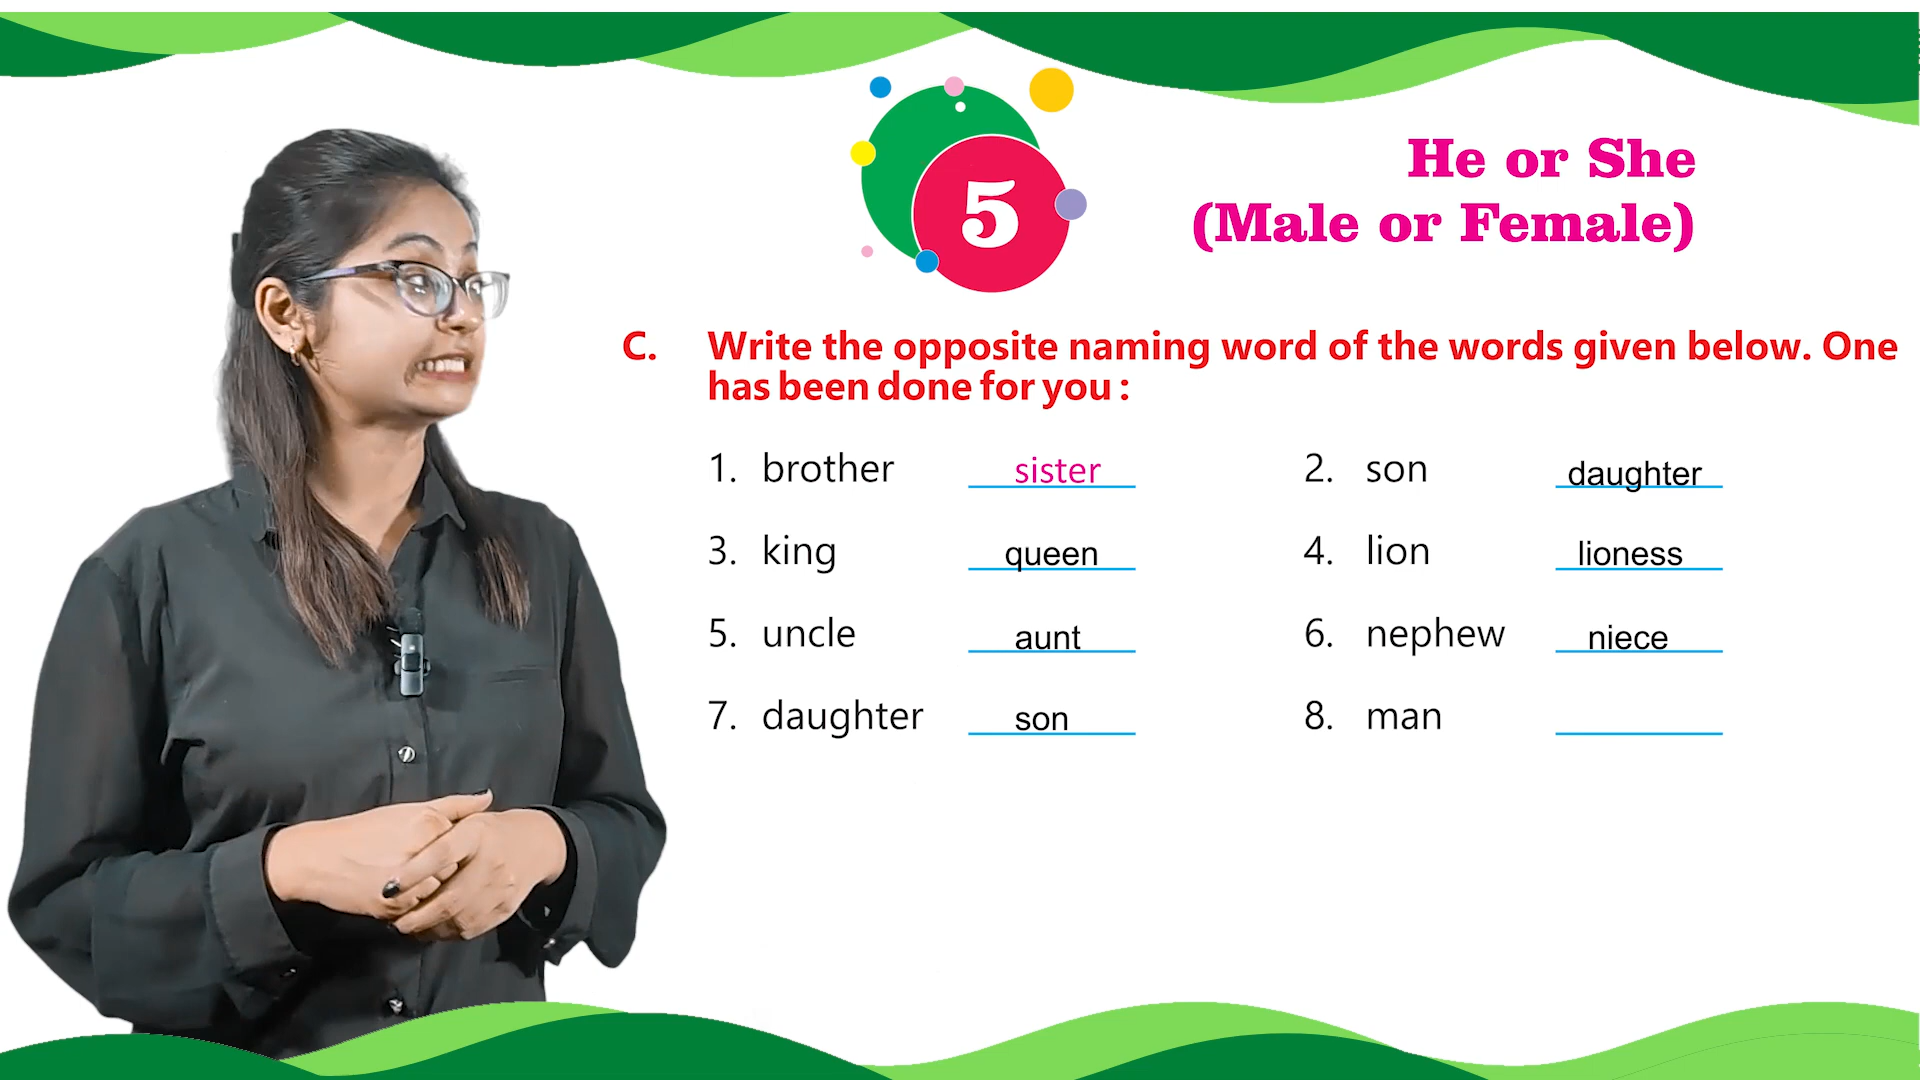 5
He or She
(Male or Female)
C. Write the opposite naming word of the words given below. One
has been done for you :
1. brother sister 2. son daughter
3. king queen 4. lion lioness
5. uncle aunt 6. nephew niece
7. daughter son 8. man